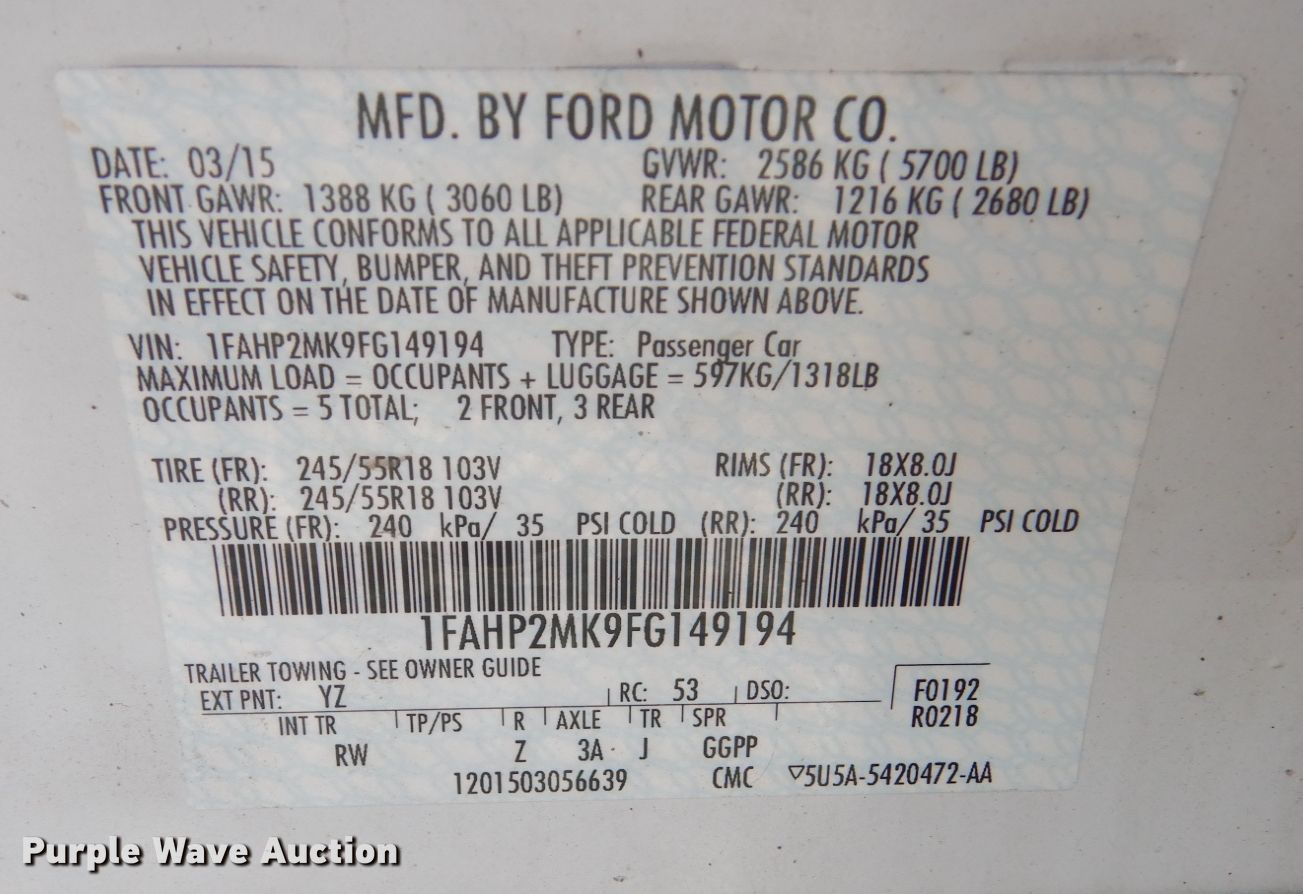 MFD. BY FORD MOTOR CO.
DATE: 03/15 GVWR: 2586 KG ( 5700 LB)
FRONT GAWR: 1388 KG ( 3060 LB) REAR GAWR: 1216 KG ( 2680 LB)
THIS VEHICLE CONFORMS TO ALL APPLICABLE FEDERAL MOTOR
VEHICLE SAFETY, BUMPER, AND THEFT PREVENTION STANDARDS
IN EFFECT ON THE DATE OF MANUFACTURE SHOWN ABOVE.
VIN: 1FAHP2MK9FG149194 TYPE: Passenger Car
MAXIMUM LOAD = OCCUPANTS + LUGGAGE = 597KG/1318LB
OCCUPANTS = 5 TOTAL; 2 FRONT, 3 REAR
TIRE (FR): 245/55R18 103V RIMS (FR): 18X8.0J
(RR): 245/55R18 103V (RR): 18X8.0J
PRESSURE (FR): 240 kPa/ 35 PSI COLD (RR): 240 kPa/ 35 PSI COLD
1FAHP2MK9FG149194
TRAILER TOWING - SEE OWNER GUIDE
EXT PNT: YZ RC: 53 DSO: F0192
INT TR TP/PS R AXLE TR SPR R0218
RW Z 3A J GGPP
1201503056639 CMC ▽5U5A-5420472-AA
Purple Wave Auction